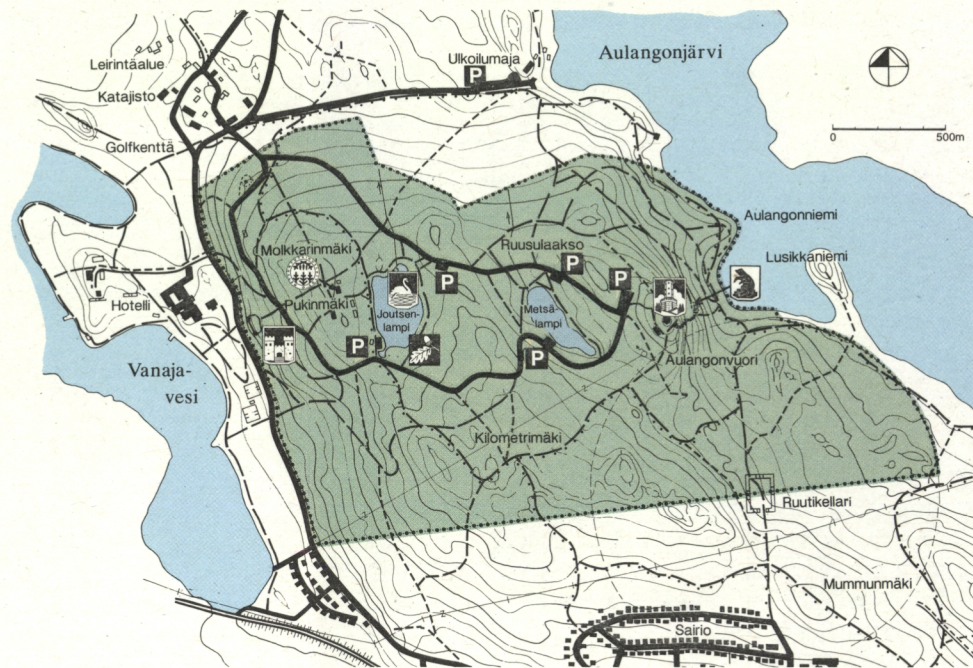 Aulangonjärvi
Ulkoilumaja
P
Leirintäalue
Katajisto
Golfkenttä
0 500m
Aulangonniemi
Lusikkaniemi
Molkkarinmäki
Ruusulaakso
P
P
P
Pukinmäki
Hotelli
Joutsen-
lampi
Metsä-
lampi
P
P
Aulangonvuori
Vanaja-
vesi
Kilometrimäki
Ruutikellari
Mummunmäki
Sairio